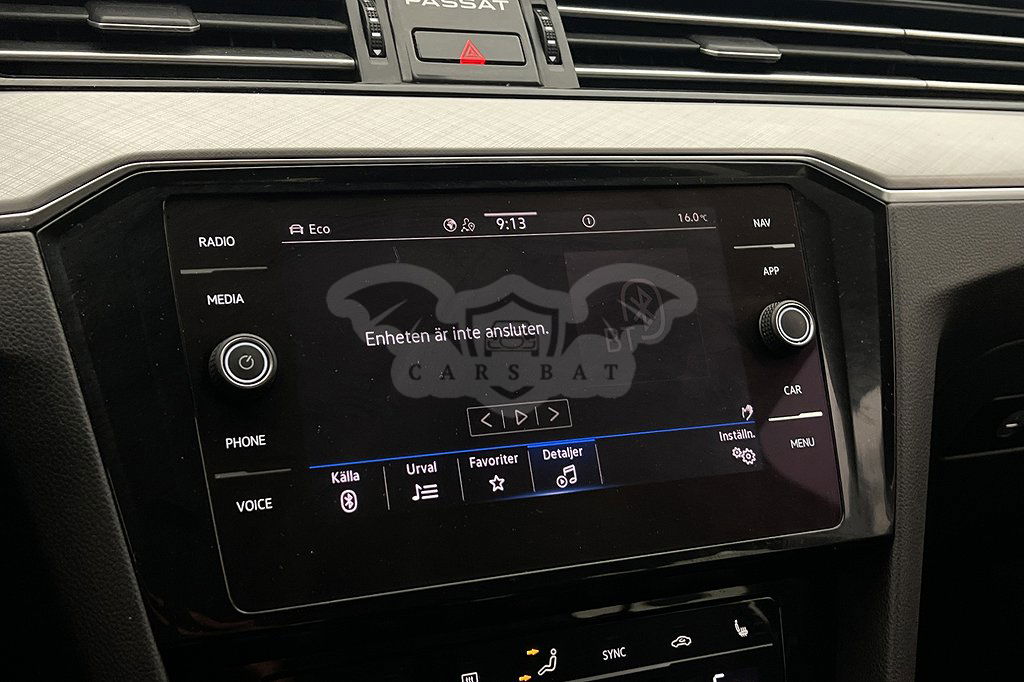 PASSAT
RADIO
MEDIA
PHONE
VOICE
Eco
9:13
16.0°C
Enheten är inte ansluten.
BT
CARSBAT
Källa
Urval
Favoriter
Detaljer
Inställn.
NAV
APP
CAR
MENU
SYNC